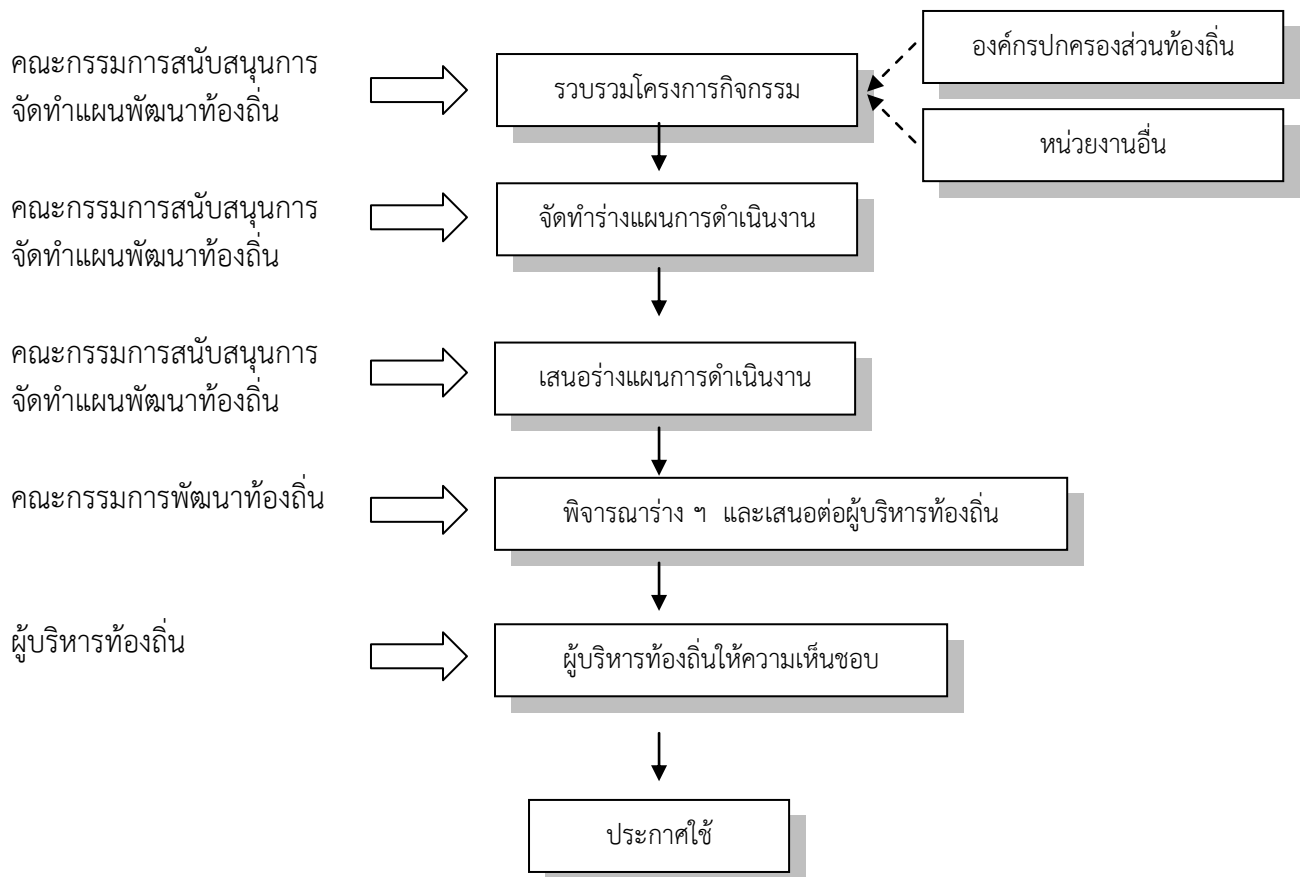 คณะกรรมการสนับสนุนการ
จัดทำแผนพัฒนาท้องถิ่น
รวบรวมโครงการกิจกรรม
องค์กรปกครองส่วนท้องถิ่น
หน่วยงานอื่น
คณะกรรมการสนับสนุนการ
จัดทำแผนพัฒนาท้องถิ่น
จัดทำร่างแผนการดำเนินงาน
คณะกรรมการสนับสนุนการ
จัดทำแผนพัฒนาท้องถิ่น
เสนอร่างแผนการดำเนินงาน
คณะกรรมการพัฒนาท้องถิ่น
พิจารณาร่าง ฯ และเสนอต่อผู้บริหารท้องถิ่น
ผู้บริหารท้องถิ่น
ผู้บริหารท้องถิ่นให้ความเห็นชอบ
ประกาศใช้